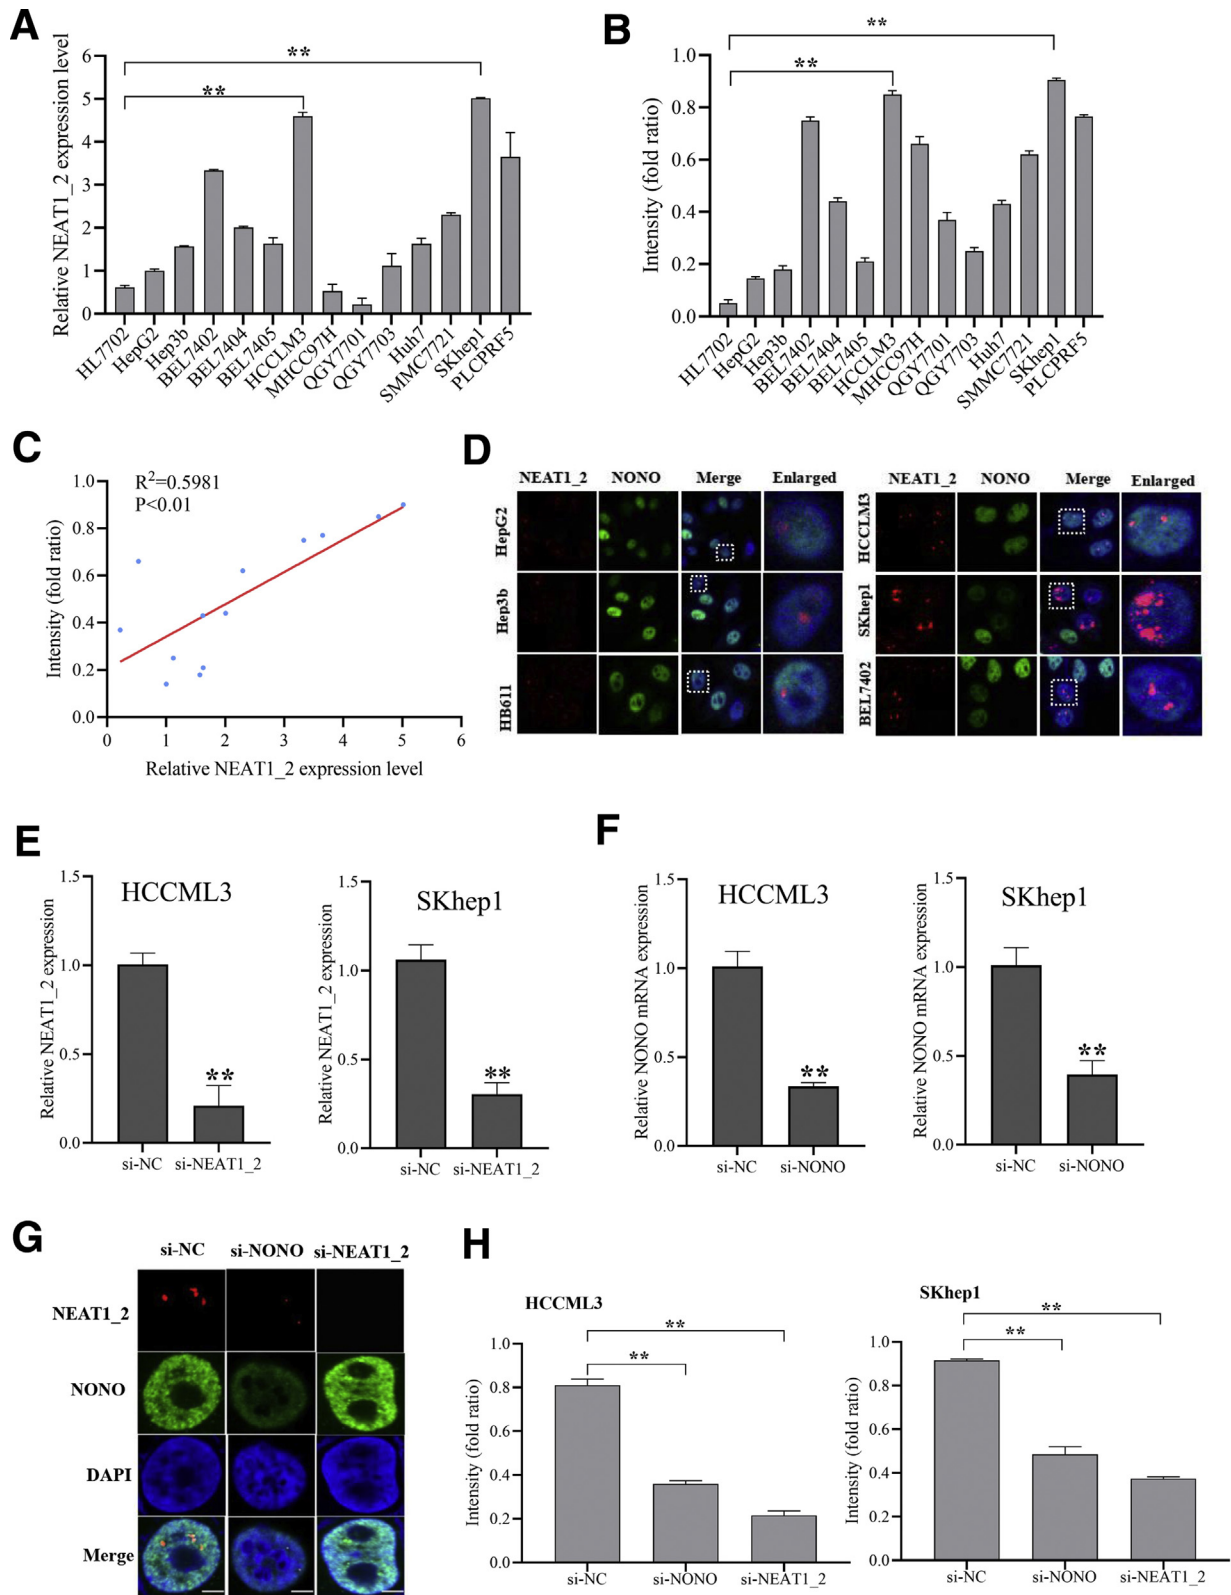 A
Relative NEAT1_2 expression level
6
5
4
3
2
1
0
**
**
HL7702
HepG2
Hep3b
BEL7402
BEL7404
BEL7405
HCCLM3
MHCC97H
QGY7701
QGY7703
Huh7
SMMC7721
SKhep1
PLCPRF5
B
Intensity (fold ratio)
1.0
0.8
0.6
0.4
0.2
0.0
**
**
HL7702
HepG2
Hep3b
BEL7402
BEL7404
BEL7405
HCCLM3
MHCC97H
QGY7701
QGY7703
Huh7
SMMC7721
SKhep1
PLCPRF5
C
R²=0.5981
P<0.01
Intensity (fold ratio)
1.0
0.8
0.6
0.4
0.2
0.0
0 1 2 3 4 5 6
Relative NEAT1_2 expression level
D
NEAT1_2 NONO Merge Enlarged
HepG2
Hep3b
HB611
NEAT1_2 NONO Merge Enlarged
HCCLM3
SKhep1
BEL7402
E
HCCML3
Relative NEAT1_2 expression
1.5
1.0
0.5
0.0
**
si-NC si-NEAT1_2
SKhep1
Relative NEAT1_2 expression
1.5
1.0
0.5
0.0
**
si-NC si-NEAT1_2
F
HCCML3
Relative NONO mRNA expression
1.5
1.0
0.5
0.0
**
si-NC si-NONO
SKhep1
Relative NONO mRNA expression
1.5
1.0
0.5
0.0
**
si-NC si-NONO
G
si-NC si-NONO si-NEAT1_2
NEAT1_2
NONO
DAPI
Merge
H
HCCML3
Intensity (fold ratio)
1.0
0.8
0.6
0.4
0.2
0.0
**
**
si-NC si-NONO si-NEAT1_2
SKhep1
Intensity (fold ratio)
1.0
0.8
0.6
0.4
0.2
0.0
**
**
si-NC si-NONO si-NEAT1_2